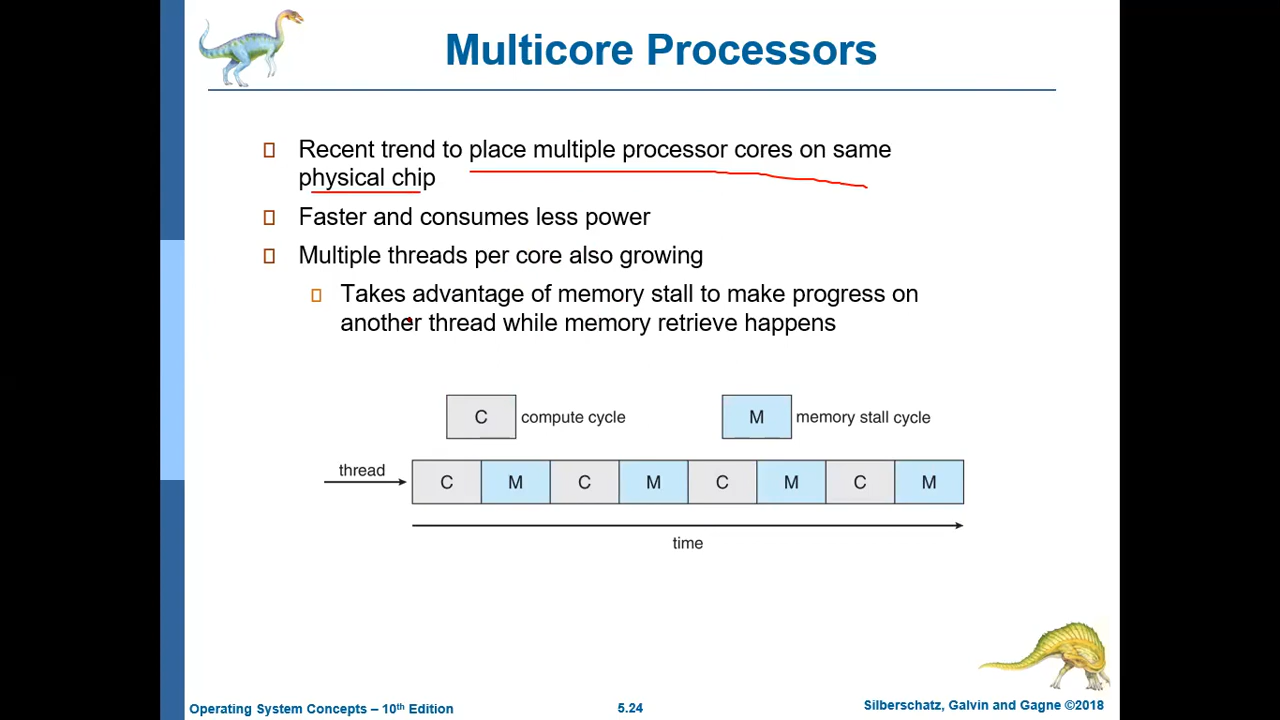 Multicore Processors
Recent trend to place multiple processor cores on same
physical chip
Faster and consumes less power
Multiple threads per core also growing
Takes advantage of memory stall to make progress on
another thread while memory retrieve happens
C compute cycle M memory stall cycle
thread
C M C M C M C M
time
Operating System Concepts – 10th Edition 5.24 Silberschatz, Galvin and Gagne ©2018